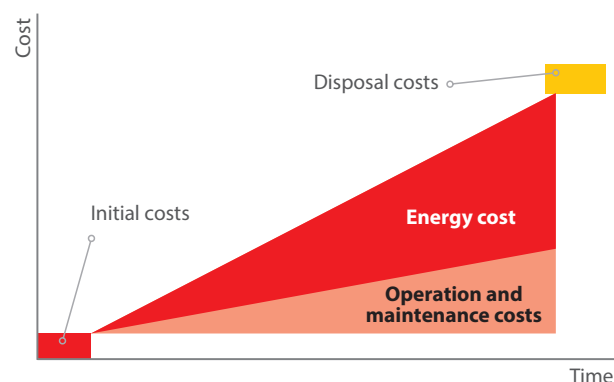 Cost
Disposal costs
Initial costs
Energy cost
Operation and
maintenance costs
Time